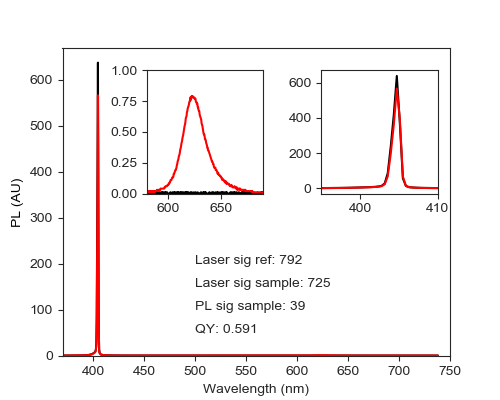 1.00
0.75
0.50
0.25
0.00
600 650
600
400
200
0
400 410
600
500
400
300
200
100
0
PL (AU)
Laser sig ref: 792
Laser sig sample: 725
PL sig sample: 39
QY: 0.591
400 450 500 550 600 650 700 750
Wavelength (nm)